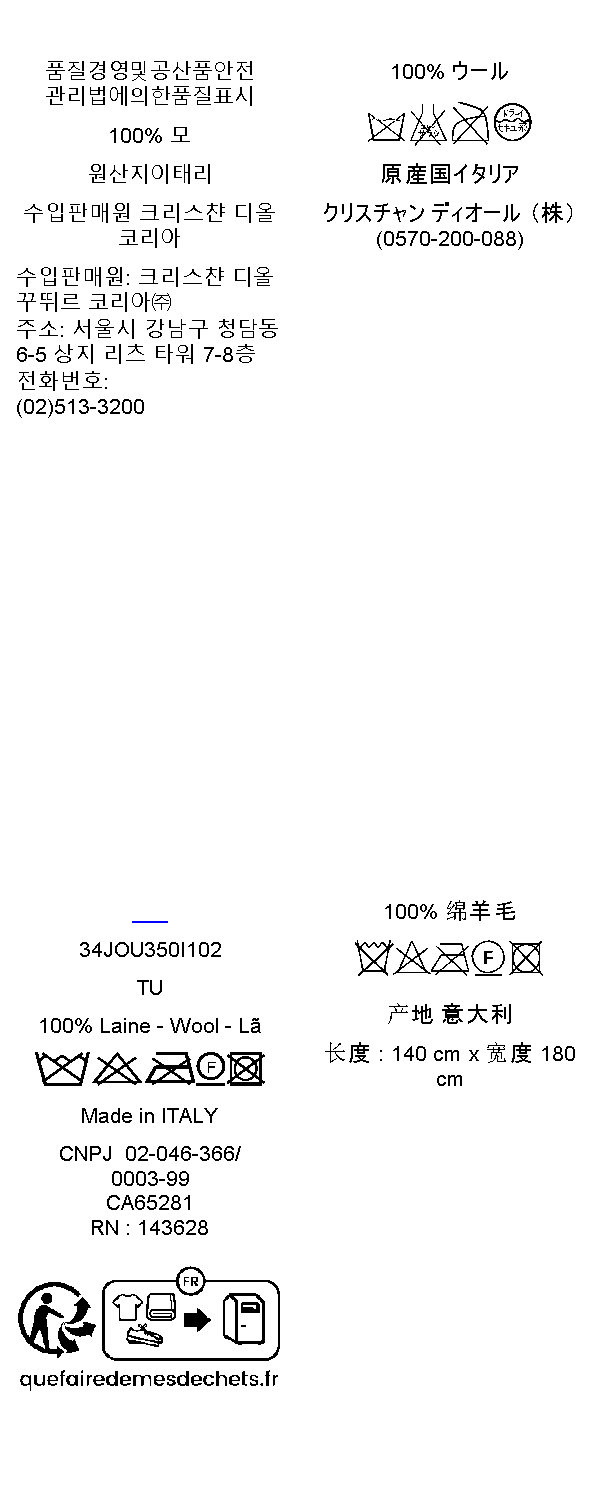 품질경영및공산품안전
관리법에의한품질표시
100% 모
원산지이태리
수입판매원 크리스챤 디올
코리아
수입판매원: 크리스챤 디올
꾸뛰르 코리아㈜
주소: 서울시 강남구 청담동
6-5 상지 리츠 타워 7-8층
전화번호:
(02)513-3200
100% ウール
ドライ
セキユ系
原産国イタリア
クリスチャン ディオール（株）
(0570-200-088)
34JOU350I102
TU
100% Laine - Wool - Lã
F
Made in ITALY
CNPJ 02-046-366/
0003-99
CA65281
RN : 143628
FR
quefairedemesdechets.fr
100% 绵羊毛
F
产地 意大利
长度 : 140 cm x 宽度 180
cm